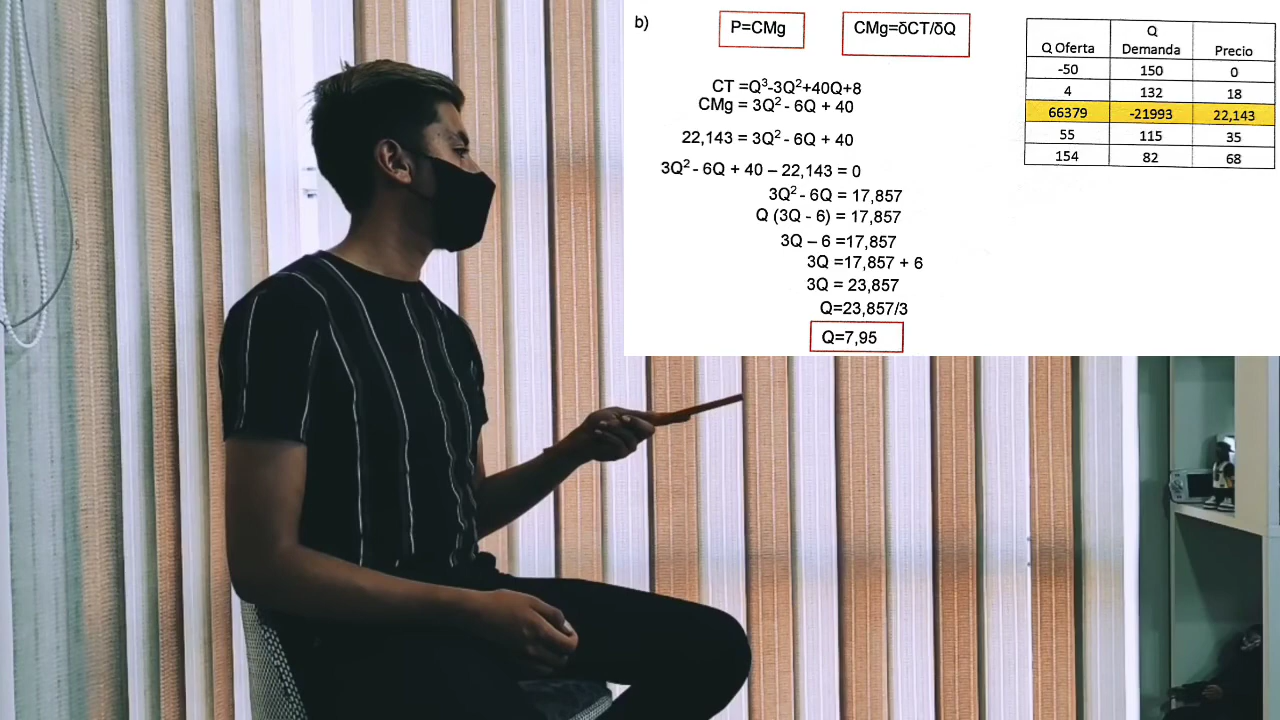 b)
P=CMg
CMg=δCT/δQ
CT =Q³-3Q²+40Q+8
CMg = 3Q² - 6Q + 40
22,143 = 3Q² - 6Q + 40
3Q² - 6Q + 40 – 22,143 = 0
3Q² - 6Q = 17,857
Q (3Q - 6) = 17,857
3Q – 6 =17,857
3Q =17,857 + 6
3Q = 23,857
Q=23,857/3
Q=7,95
Q Oferta Q Demanda Precio
-50 150 0
4 132 18
66379 -21993 22,143
55 115 35
154 82 68